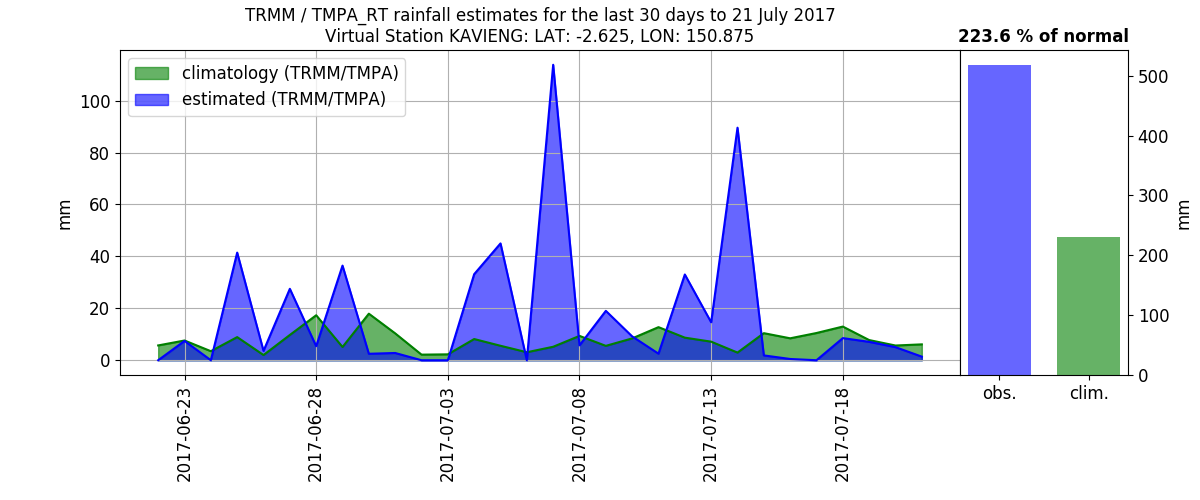 TRMM / TMPA_RT rainfall estimates for the last 30 days to 21 July 2017
Virtual Station KAVIENG: LAT: -2.625, LON: 150.875
223.6 % of normal
climatology (TRMM/TMPA)
estimated (TRMM/TMPA)
mm
100
80
60
40
20
0
2017-06-23
2017-06-28
2017-07-03
2017-07-08
2017-07-13
2017-07-18
500
400
300
200
100
0
mm
obs.
clim.